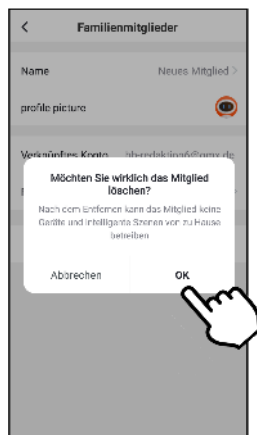 Familienmitglieder
Name Neues Mitglied
profile picture
Verknüpftes Konto
Möchten Sie wirklich das Mitglied
löschen?
Nach dem Entfernen kann das Mitglied keine
Geräte und intelligente Szenen von zu Hause
betreiben
Abbrechen OK